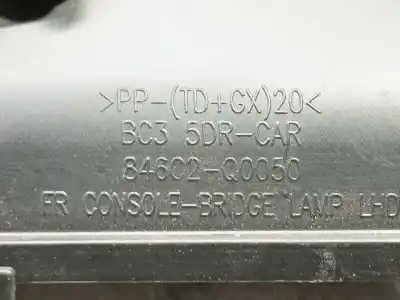 >PP-(TD+GX)20<
BC3 5DR-CAR
846C2-Q0050
FR CONSOLE-BRIDGE LAMP LHD